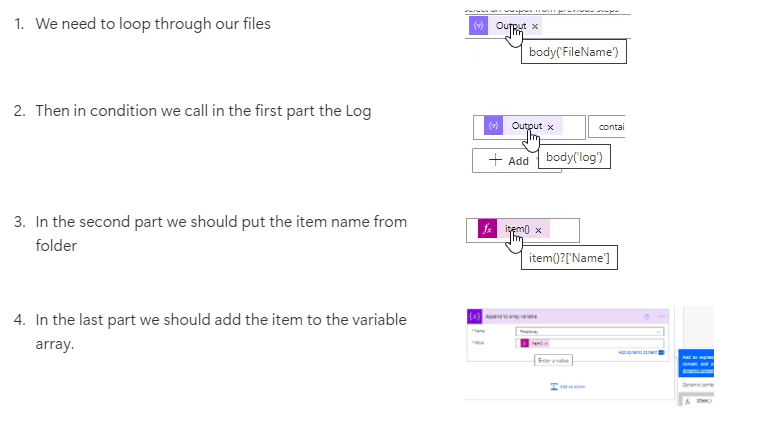 1. We need to loop through our files
Output x
body('FileName')
2. Then in condition we call in the first part the Log
Output x
contai
+ Add
body('log')
3. In the second part we should put the item name from
folder
fx item() x
item()?['Name']
4. In the last part we should add the item to the variable
array.
Append to array variable
* Name
* Value
item() x
Enter a value
Add dynamic content
Add an action
Dynamic conte
item()